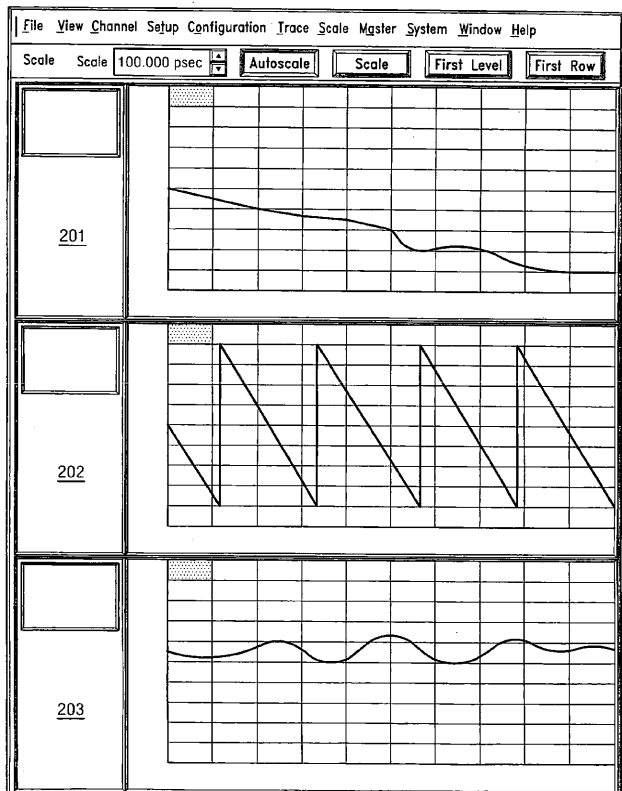 File View Channel Setup Configuration Trace Scale Master System Window Help
Scale Scale 100.000 psec Autoscale Scale First Level First Row
201
202
203